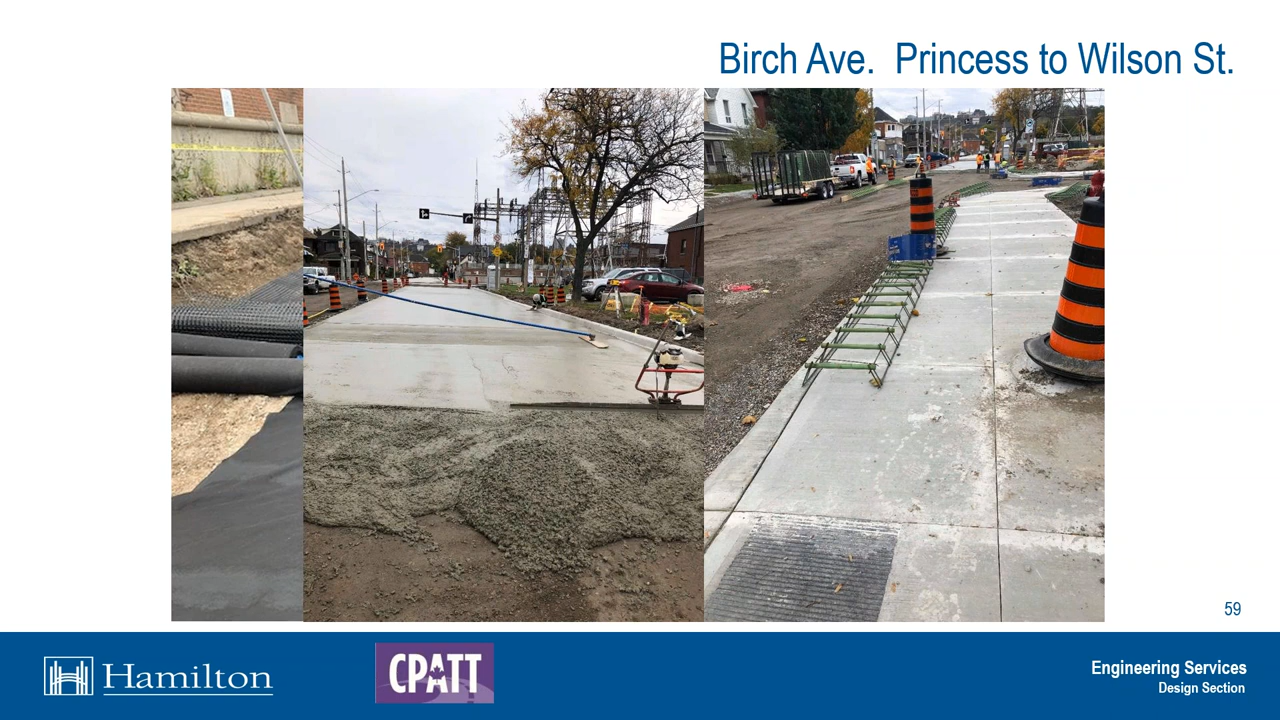 Birch Ave.  Princess to Wilson St.
59
Hamilton
CPATT
Engineering Services
Design Section